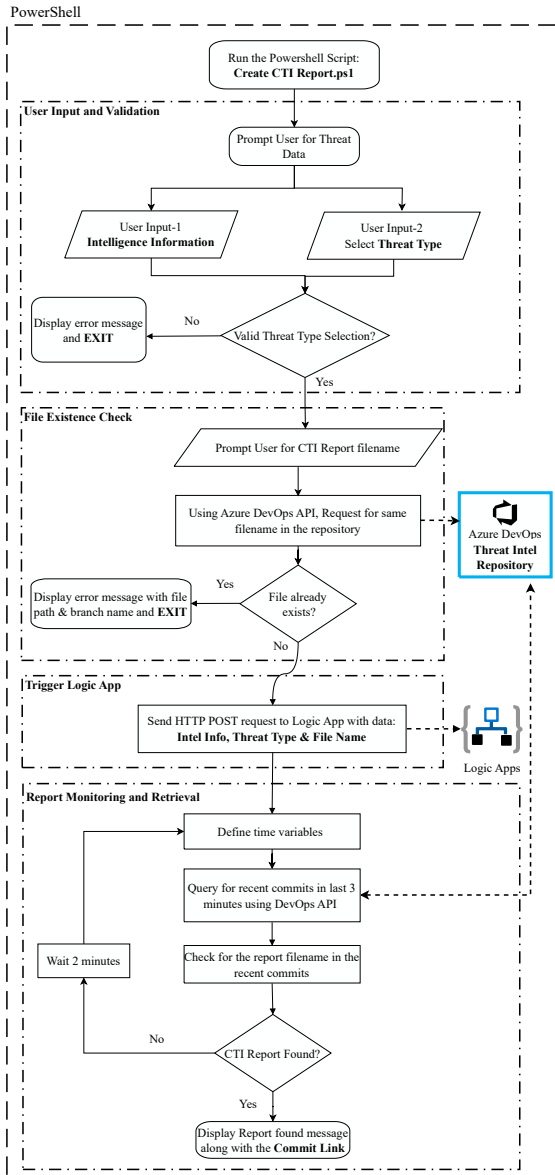 PowerShell
Run the Powershell Script:
Create CTI Report.ps1
User Input and Validation
Prompt User for Threat
Data
User Input-1
Intelligence Information
User Input-2
Select Threat Type
Valid Threat Type Selection?
No
Display error message
and EXIT
Yes
File Existence Check
Prompt User for CTI Report filename
Using Azure DevOps API, Request for same
filename in the repository
Azure DevOps
Threat Intel
Repository
File already
exists?
Yes
Display error message with file
path & branch name and EXIT
No
Trigger Logic App
Send HTTP POST request to Logic App with data:
Intel Info, Threat Type & File Name
Logic Apps
Report Monitoring and Retrieval
Define time variables
Query for recent commits in last 3
minutes using DevOps API
Wait 2 minutes
Check for the report filename in the
recent commits
No
CTI Report Found?
Yes
Display Report found message
along with the Commit Link